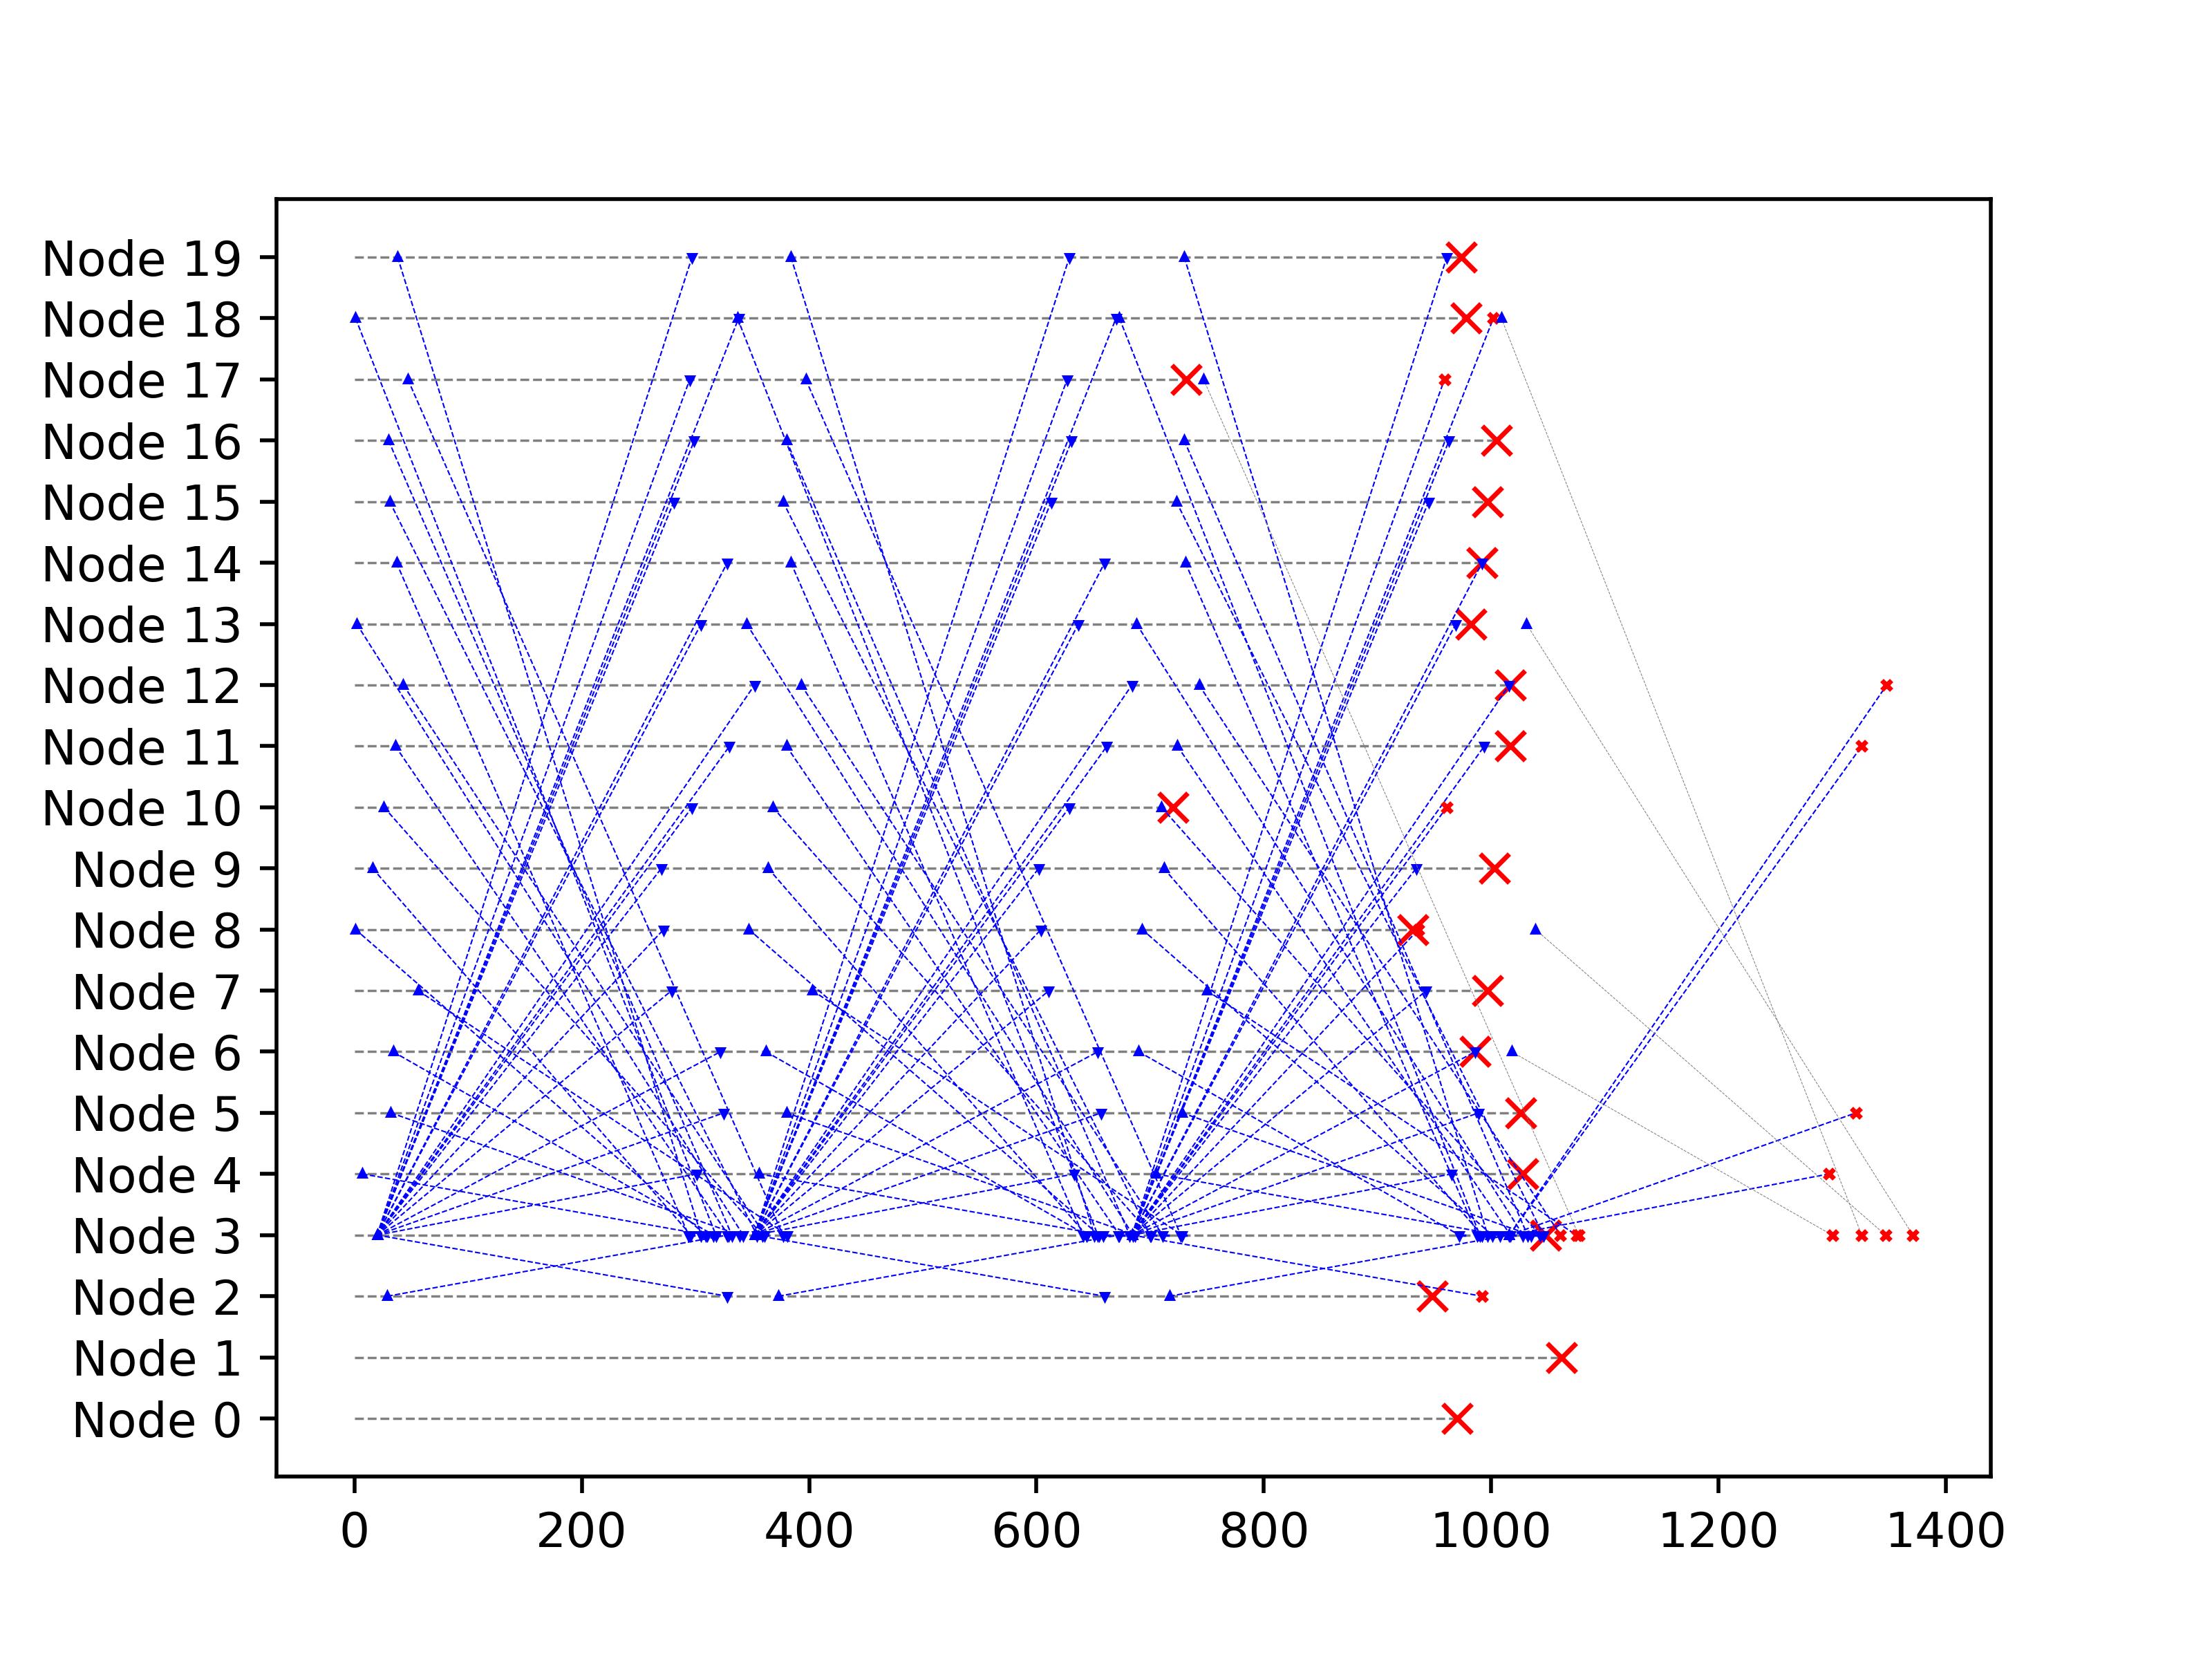 Node 19
Node 18
Node 17
Node 16
Node 15
Node 14
Node 13
Node 12
Node 11
Node 10
Node 9
Node 8
Node 7
Node 6
Node 5
Node 4
Node 3
Node 2
Node 1
Node 0
0 200 400 600 800 1000 1200 1400